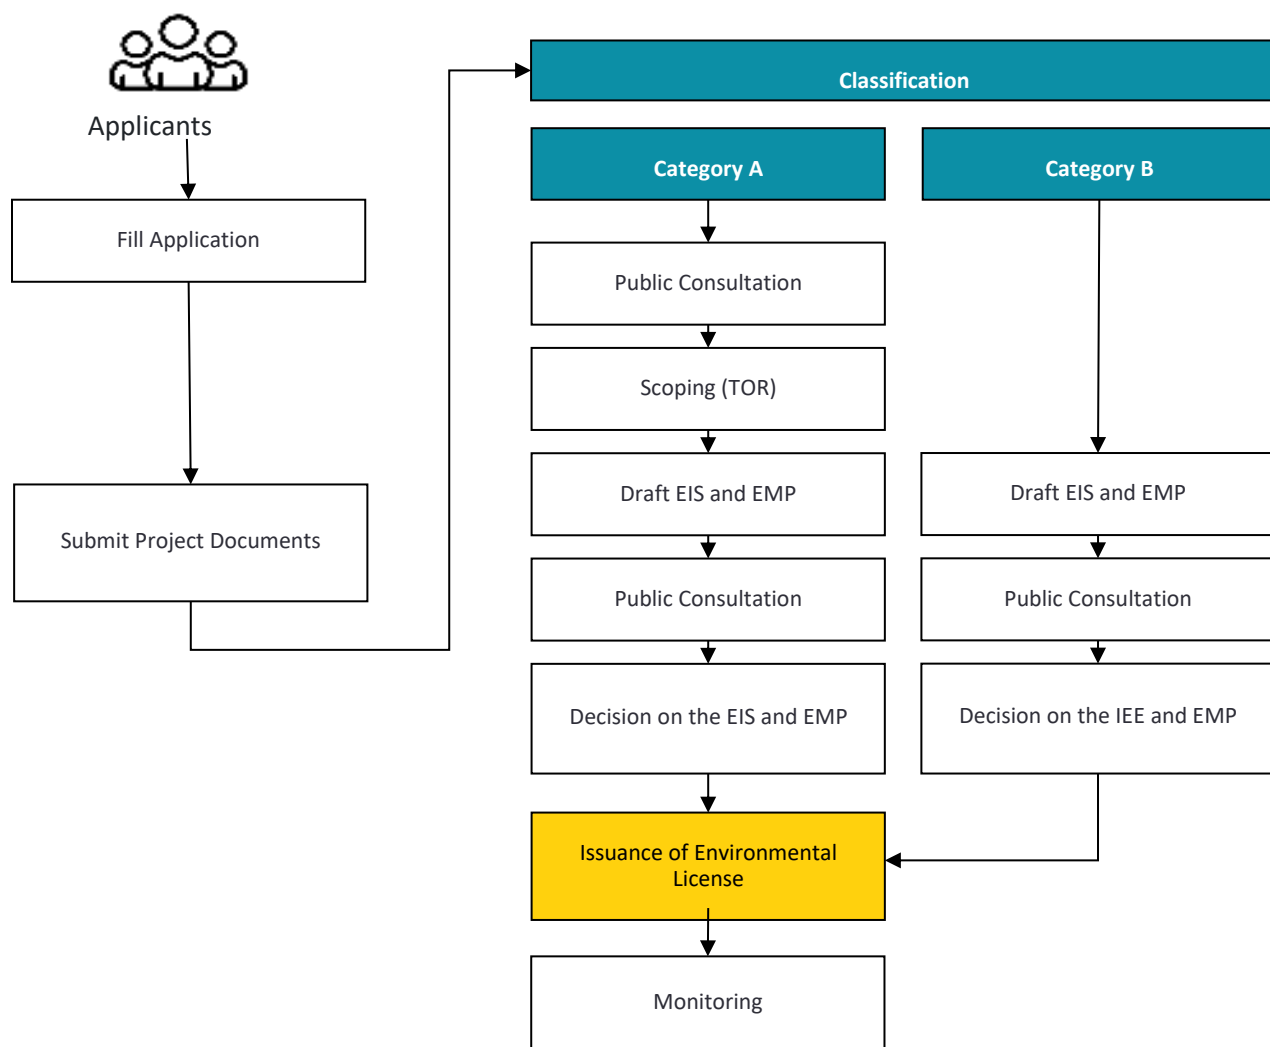 Applicants
Fill Application
Submit Project Documents
Classification
Category A
Public Consultation
Scoping (TOR)
Draft EIS and EMP
Public Consultation
Decision on the EIS and EMP
Category B
Draft EIS and EMP
Public Consultation
Decision on the IEE and EMP
Issuance of Environmental
License
Monitoring